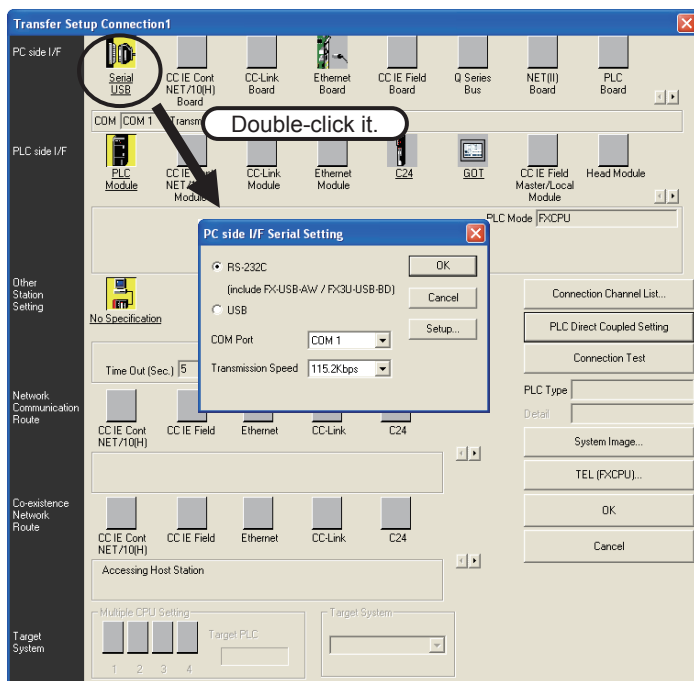 Transfer Setup Connection1
PC side I/F
Serial
USB
CC IE Cont
NET/10(H)
Board
CC-Link
Board
Ethernet
Board
CC IE Field
Board
Q Series
Bus
NET(II)
Board
PLC
Board
COM COM 1
Double-click it.
PLC side I/F
PLC
Module
CC-Link
Module
Ethernet
Module
C24
GOT
CC IE Field
Master/Local
Module
Head Module
PLC Mode FXCPU
PC side I/F Serial Setting
RS-232C
(include FX-USB-AW / FX3U-USB-BD)
USB
COM Port COM 1
Transmission Speed 115.2Kbps
OK
Cancel
Setup...
Other
Station
Setting
No Specification
Time Out (Sec.) 5
Connection Channel List...
PLC Direct Coupled Setting
Connection Test
PLC Type
Detail
System Image...
TEL (FXCPU)...
OK
Cancel
Network
Communication
Route
CC IE Cont
NET/10(H)
CC IE Field
Ethernet
CC-Link
C24
Co-existence
Network
Route
CC IE Cont
NET/10(H)
CC IE Field
Ethernet
CC-Link
C24
Accessing Host Station
Target
System
Multiple CPU Setting
1 2 3 4
Target PLC
Target System